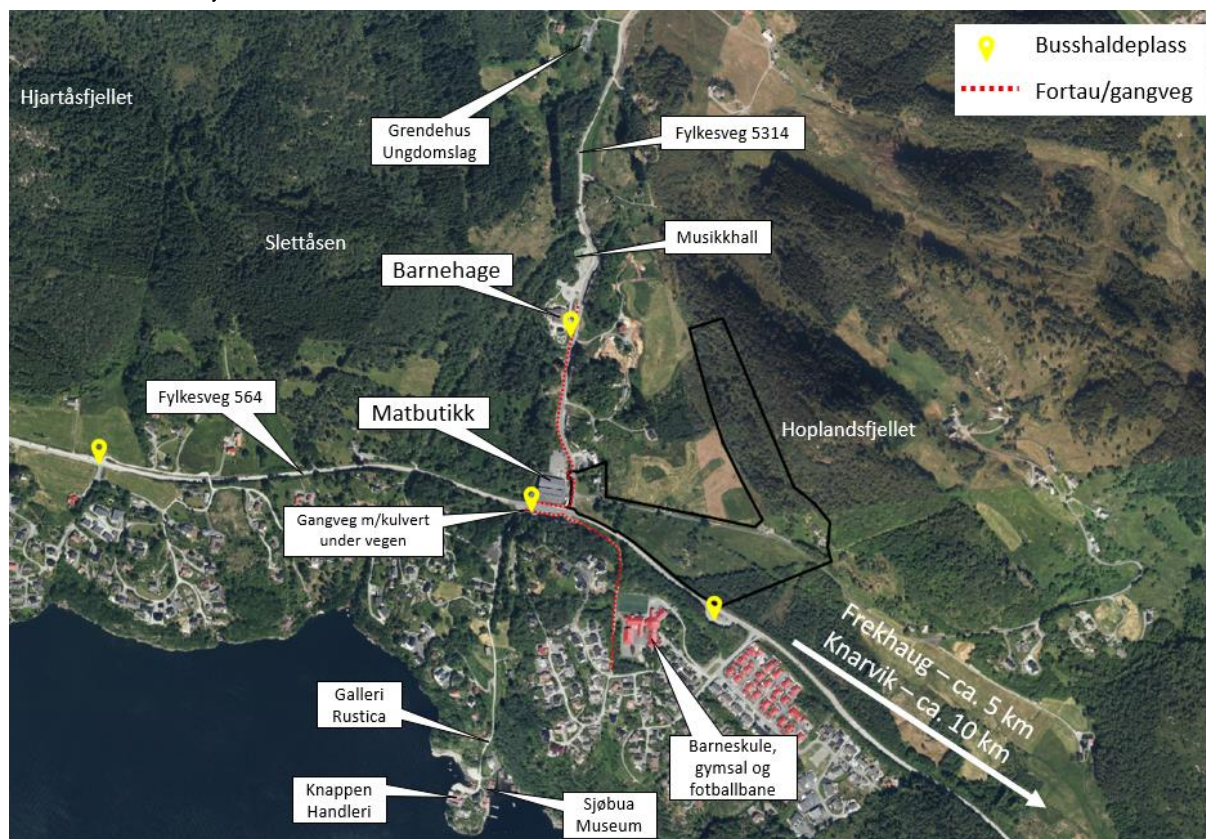 Busshaldeplass
Fortau/gangveg
Hjartåsfjellet
Grendehus
Ungdomslag
Fylkesveg 5314
Slettåsen
Musikkhall
Barnehage
Fylkesveg 564
Matbutikk
Hoplandsfjellet
Gangveg m/kulvert
under vegen
Frekhaug – ca. 5 km
Knarvik – ca. 10 km
Galleri
Rustica
Knappen
Handleri
Sjøbua
Museum
Barneskule,
gymsal og
fotballbane